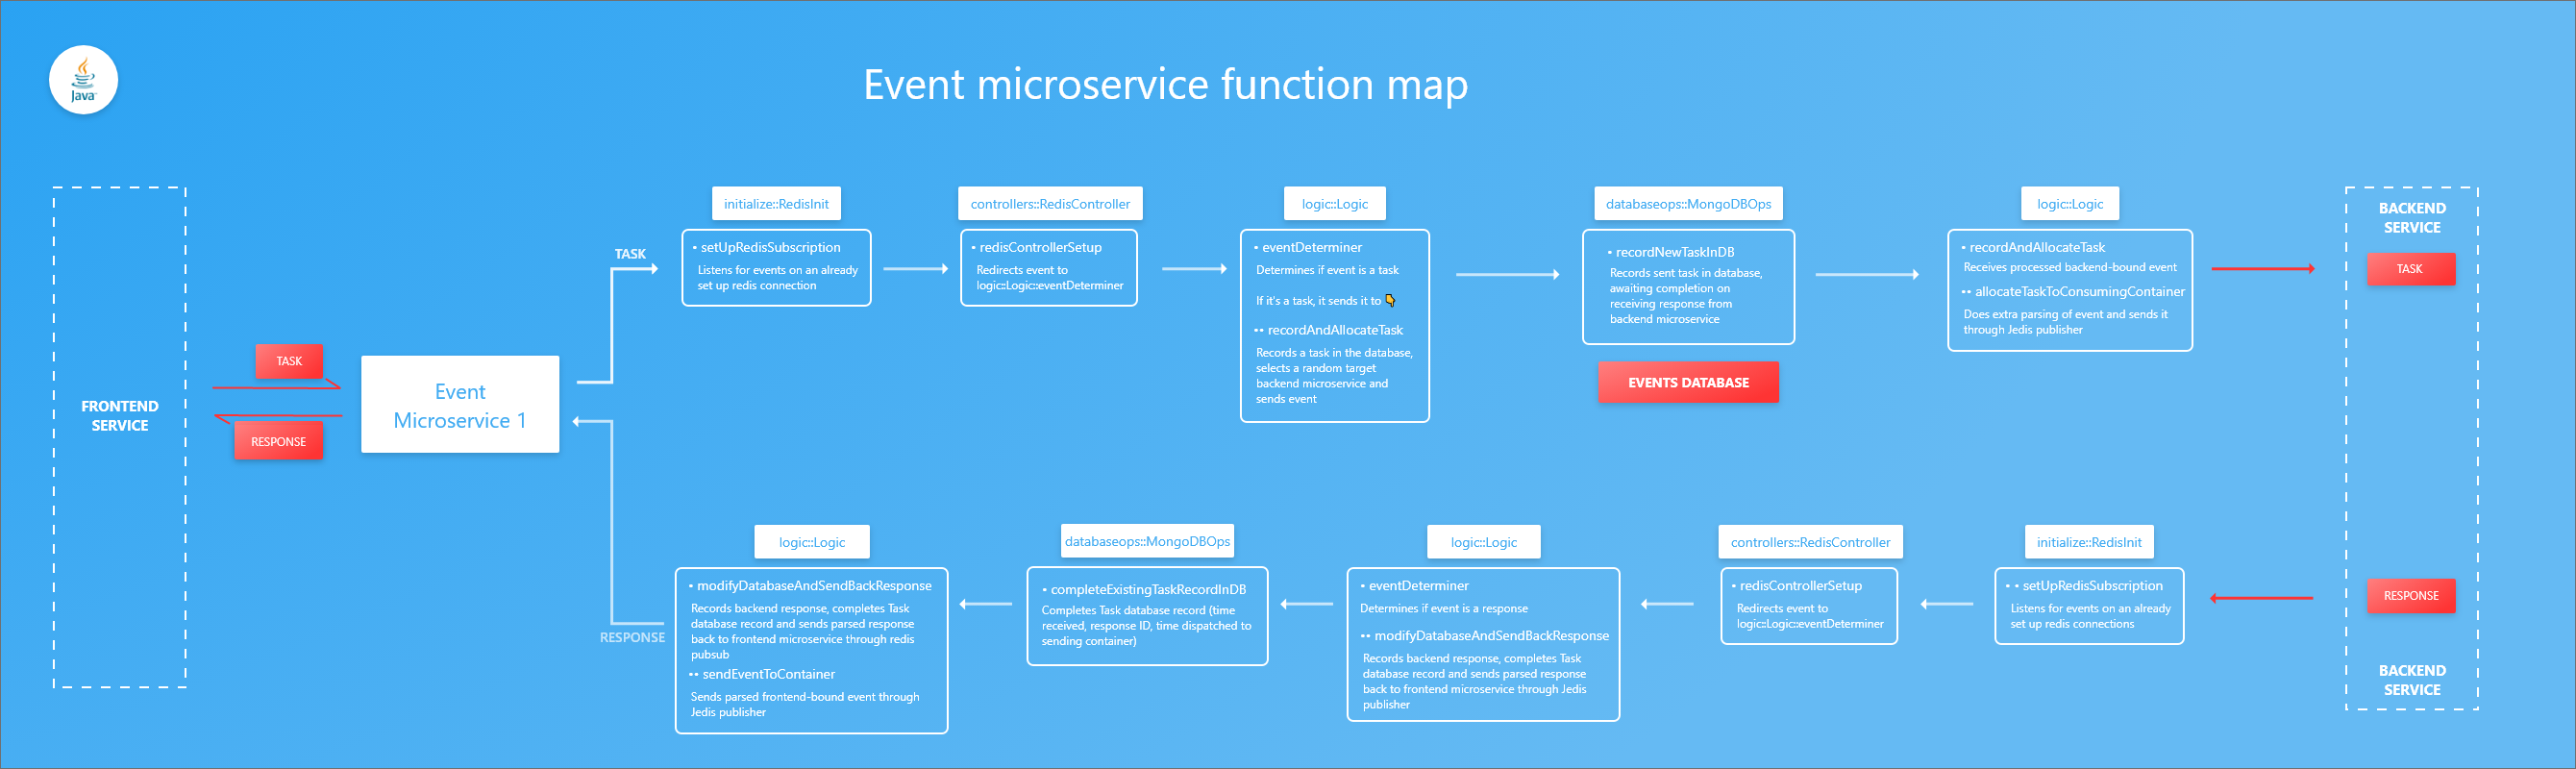 Java
Event microservice function map
FRONTEND
SERVICE
TASK
RESPONSE
Event
Microservice 1
TASK
initialize::RedisInit
• setUpRedisSubscription
Listens for events on an already
set up redis connection
controllers::RedisController
• redisControllerSetup
Redirects event to
logic::Logic::eventDeterminer
logic::Logic
• eventDeterminer
Determines if event is a task
If it's a task, it sends it to 👇
•• recordAndAllocateTask
Records a task in the database,
selects a random target
backend microservice and
sends event
databaseops::MongoDBOps
• recordNewTaskInDB
Records sent task in database,
awaiting completion on
receiving response from
backend microservice
EVENTS DATABASE
logic::Logic
• recordAndAllocateTask
Receives processed backend-bound event
•• allocateTaskToConsumingContainer
Does extra parsing of event and sends it
through Jedis publisher
BACKEND
SERVICE
TASK
RESPONSE
BACKEND
SERVICE
initialize::RedisInit
• • setUpRedisSubscription
Listens for events on an already
set up redis connections
controllers::RedisController
• redisControllerSetup
Redirects event to
logic::Logic::eventDeterminer
logic::Logic
• eventDeterminer
Determines if event is a response
•• modifyDatabaseAndSendBackResponse
Records backend response, completes Task
database record and sends parsed response
back to frontend microservice through Jedis
publisher
databaseops::MongoDBOps
• completeExistingTaskRecordInDB
Completes Task database record (time
received, response ID, time dispatched to
sending container)
logic::Logic
• modifyDatabaseAndSendBackResponse
Records backend response, completes Task
database record and sends parsed response
back to frontend microservice through redis
pubsub
•• sendEventToContainer
Sends parsed frontend-bound event through
Jedis publisher
RESPONSE